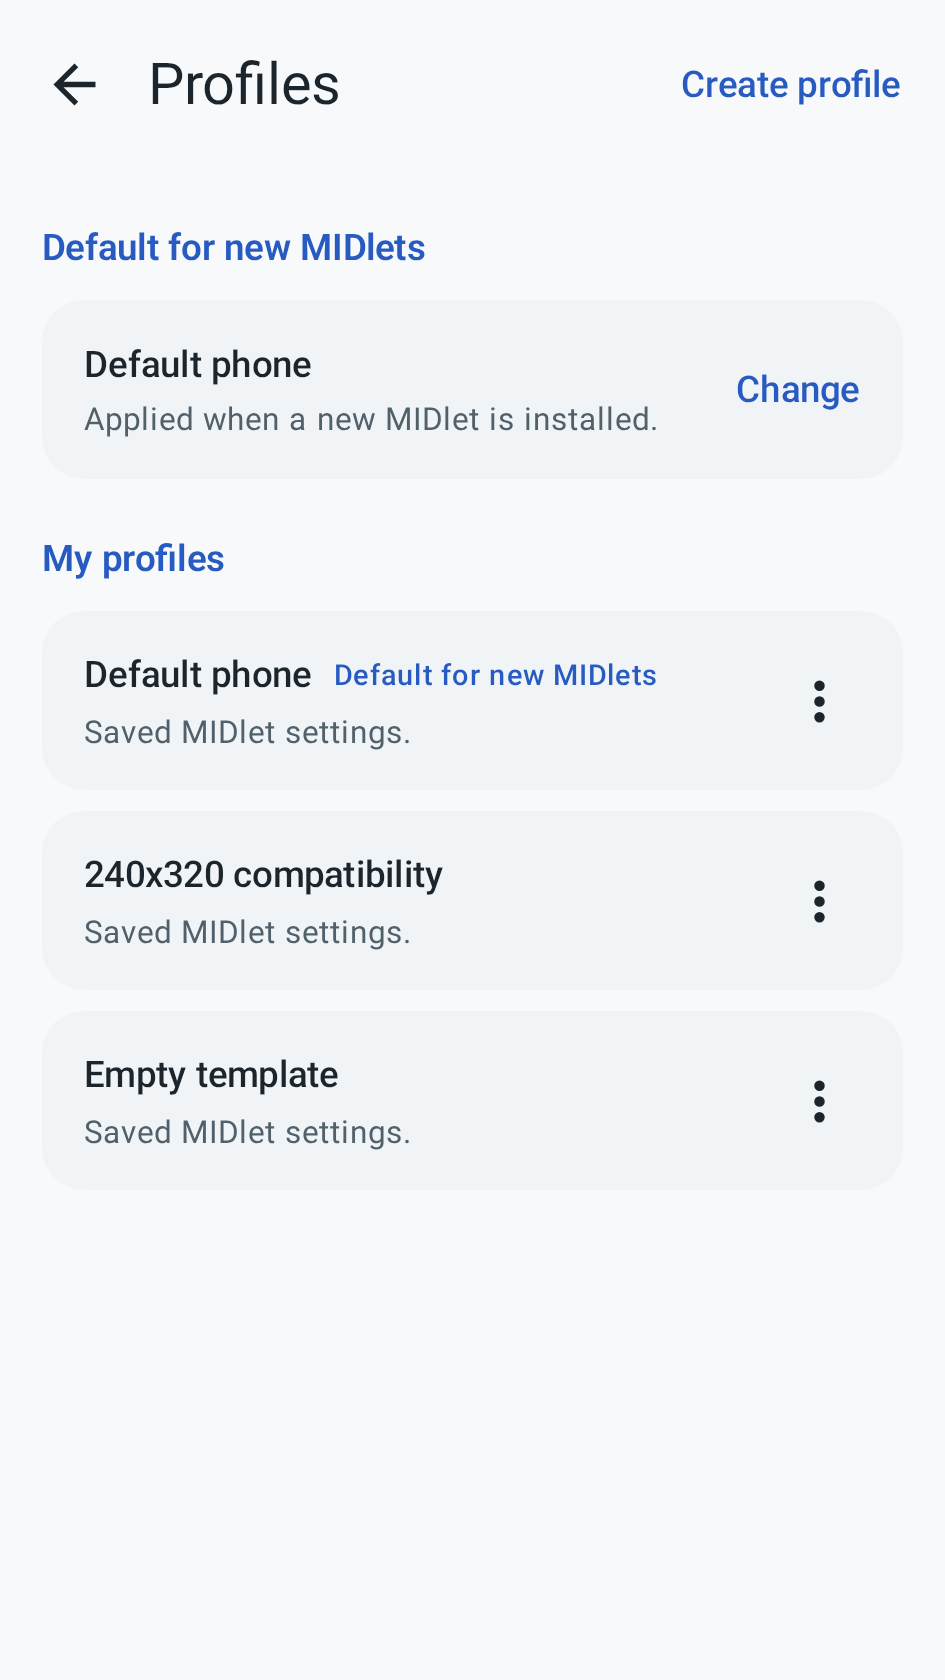 Profiles
Create profile
Default for new MIDlets
Default phone
Applied when a new MIDlet is installed.
Change
My profiles
Default phone Default for new MIDlets
Saved MIDlet settings.
240x320 compatibility
Saved MIDlet settings.
Empty template
Saved MIDlet settings.